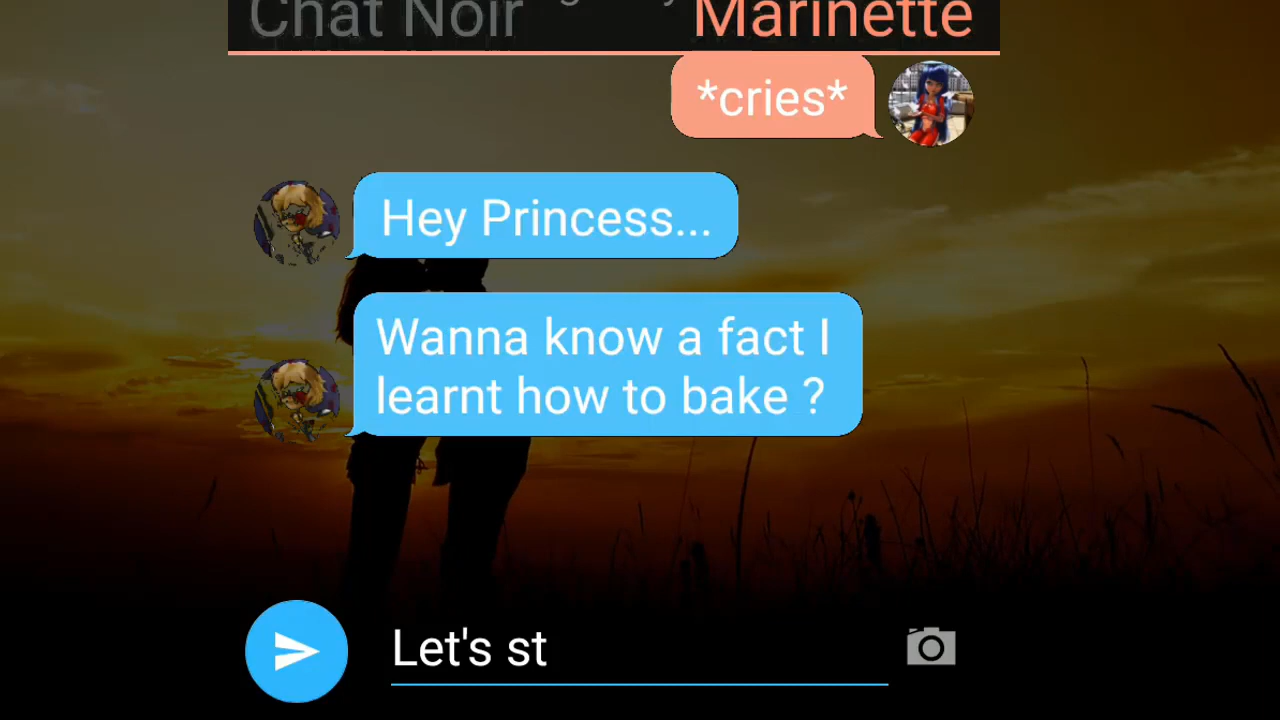 Chat Noir
Marinette
*cries*
Hey Princess...
Wanna know a fact I
learnt how to bake ?
Let's st